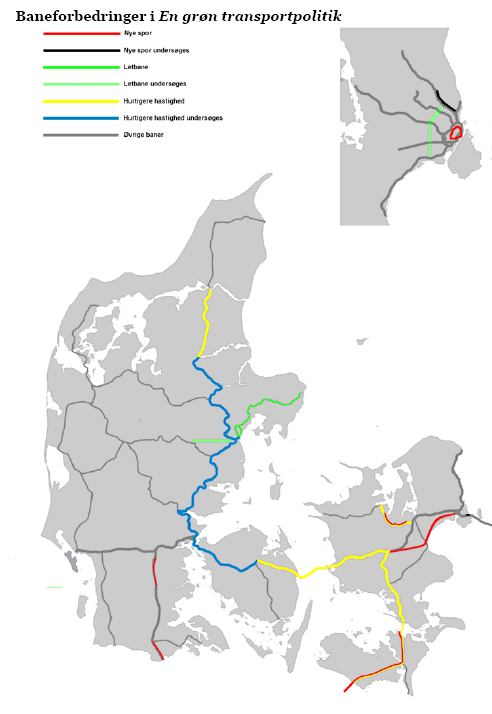 Baneforbedringer i En grøn transportpolitik
Nye spor
Nye spor undersøges
Letbane
Letbane undersøges
Hurtigere hastighed
Hurtigere hastighed undersøges
Øvrige baner